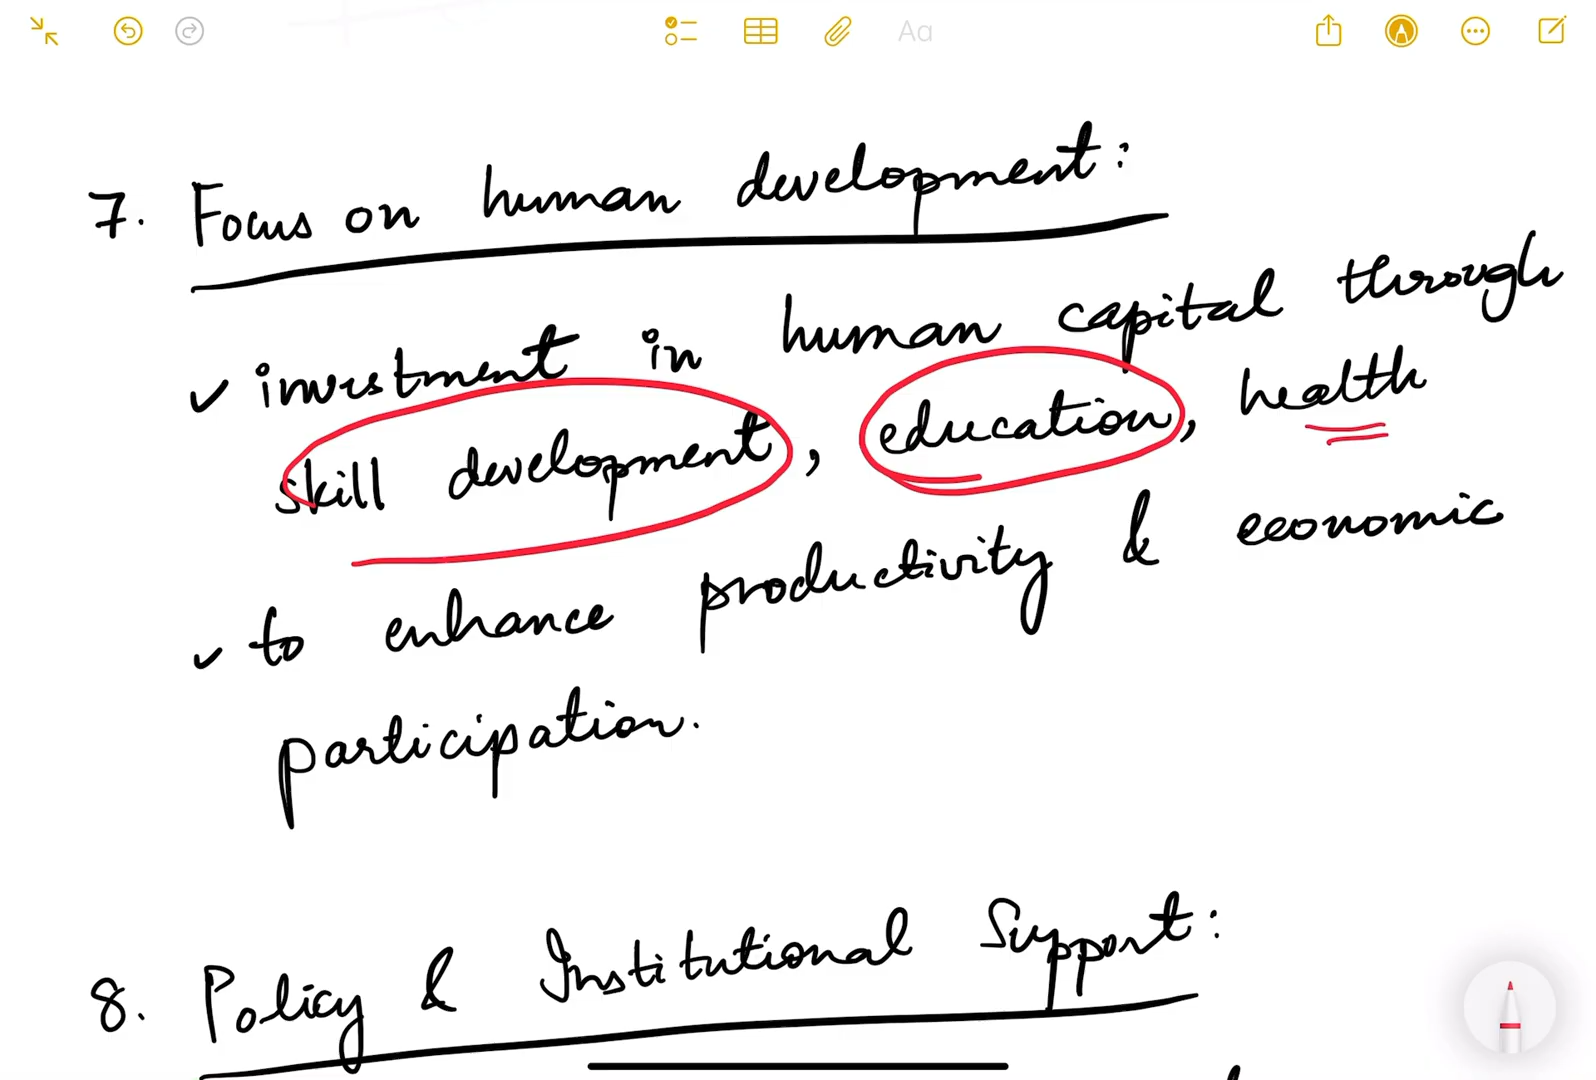 Aa
7. Focus on human development:
✓ investment in human capital through
skill development, education, health
✓ to enhance productivity & economic
participation.
8. Policy & Institutional Support: